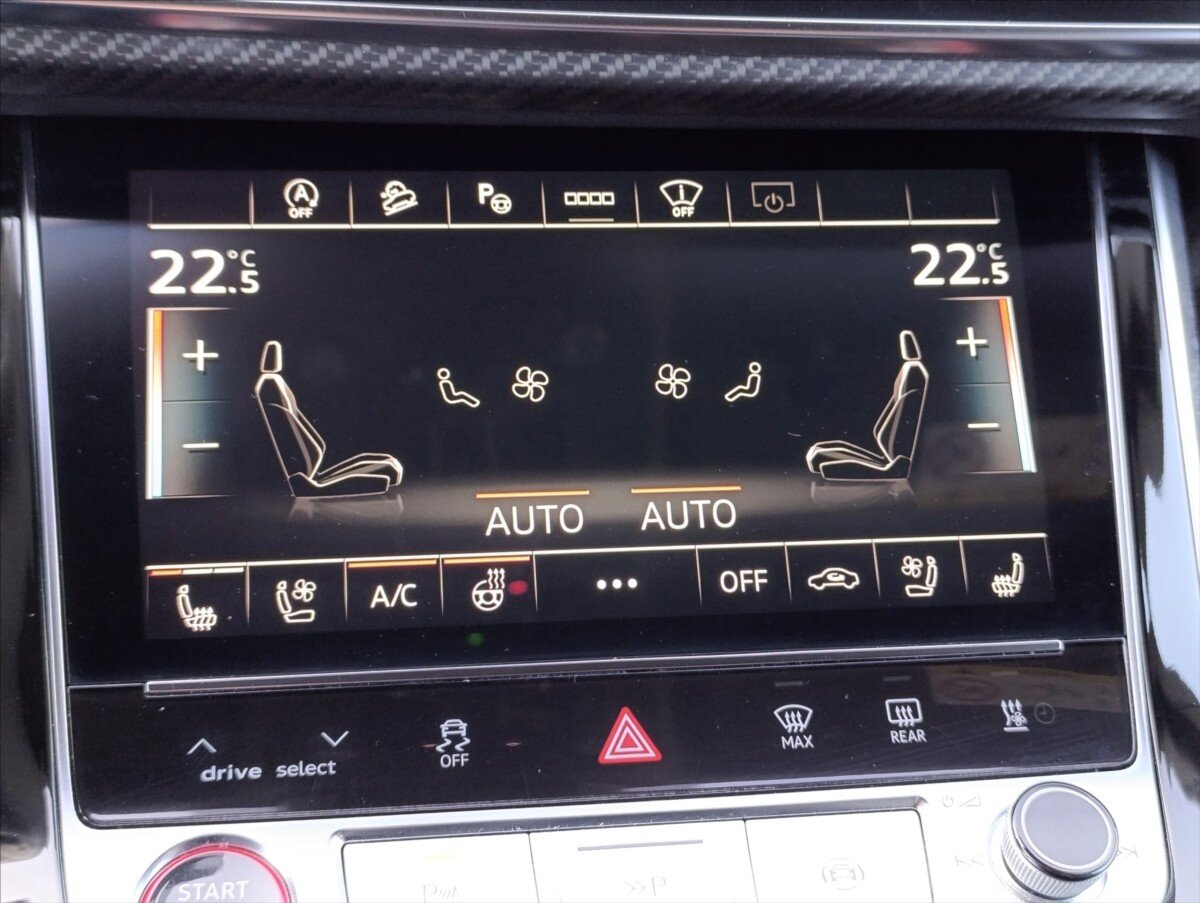 A OFF
P
OFF
22.5 °C
22.5 °C
AUTO AUTO
A/C
OFF
drive select
OFF
MAX
REAR
START
P